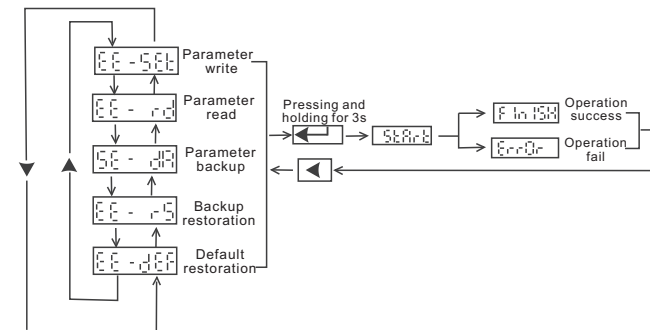 EE-SEt
Parameter
write
EE- rd
Parameter
read
SE- dA
Parameter
backup
EE- rS
Backup
restoration
EE-dEF
Default
restoration
Pressing and
holding for 3s
StArt
FInISH
Operation
success
Err0r
Operation
fail